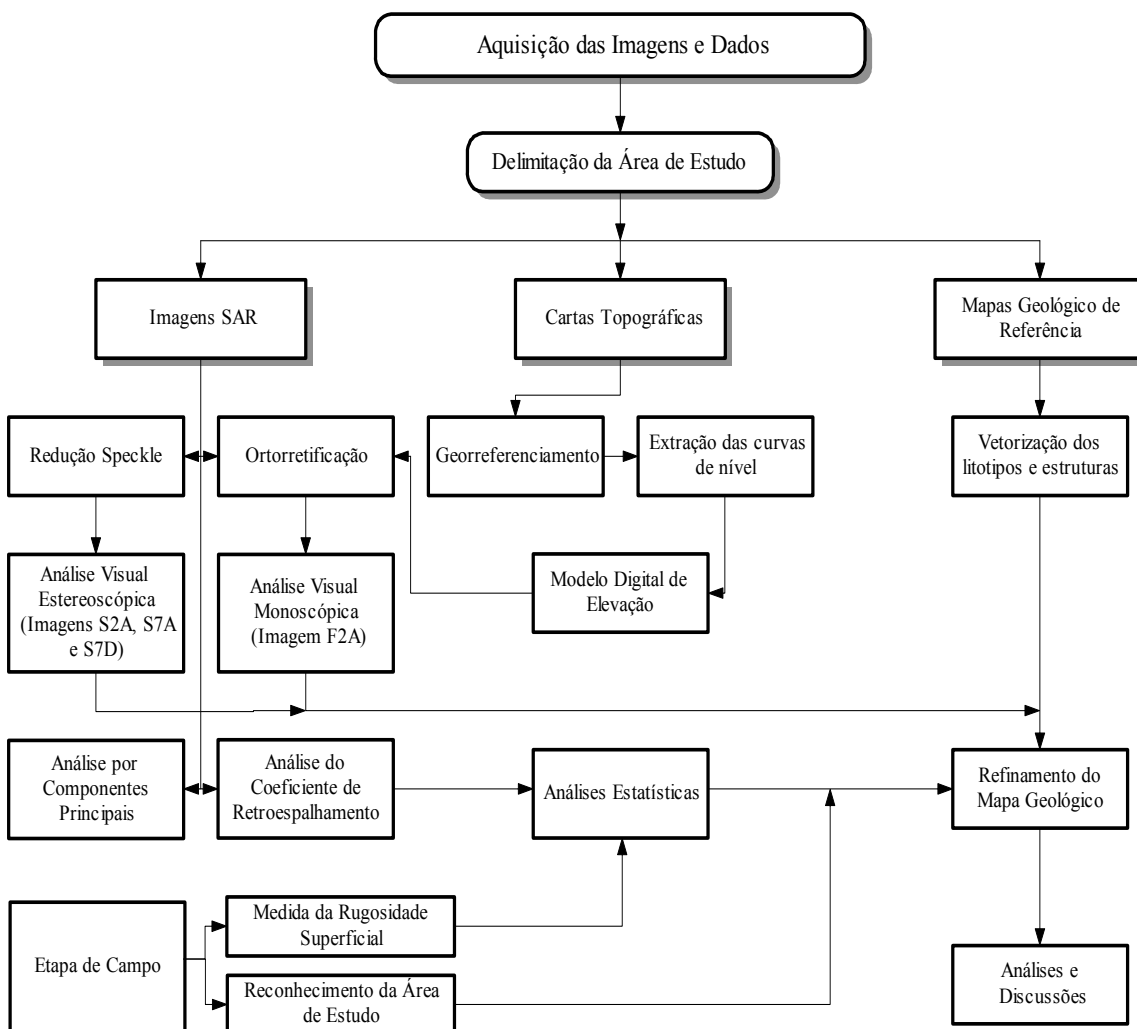 Aquisição das Imagens e Dados
Delimitação da Área de Estudo
Imagens SAR
Cartas Topográficas
Mapas Geológico de
Referência
Redução Speckle
Ortorretificação
Georreferenciamento
Extração das curvas
de nível
Vetorização dos
litotipos e estruturas
Análise Visual
Estereoscópica
(Imagens S2A, S7A
e S7D)
Análise Visual
Monoscópica
(Imagem F2A)
Modelo Digital de
Elevação
Análise por
Componentes
Principais
Análise do
Coeficiente de
Retroespalhamento
Análises Estatísticas
Refinamento do
Mapa Geológico
Etapa de Campo
Medida da Rugosidade
Superficial
Reconhecimento da Área
de Estudo
Análises e
Discussões